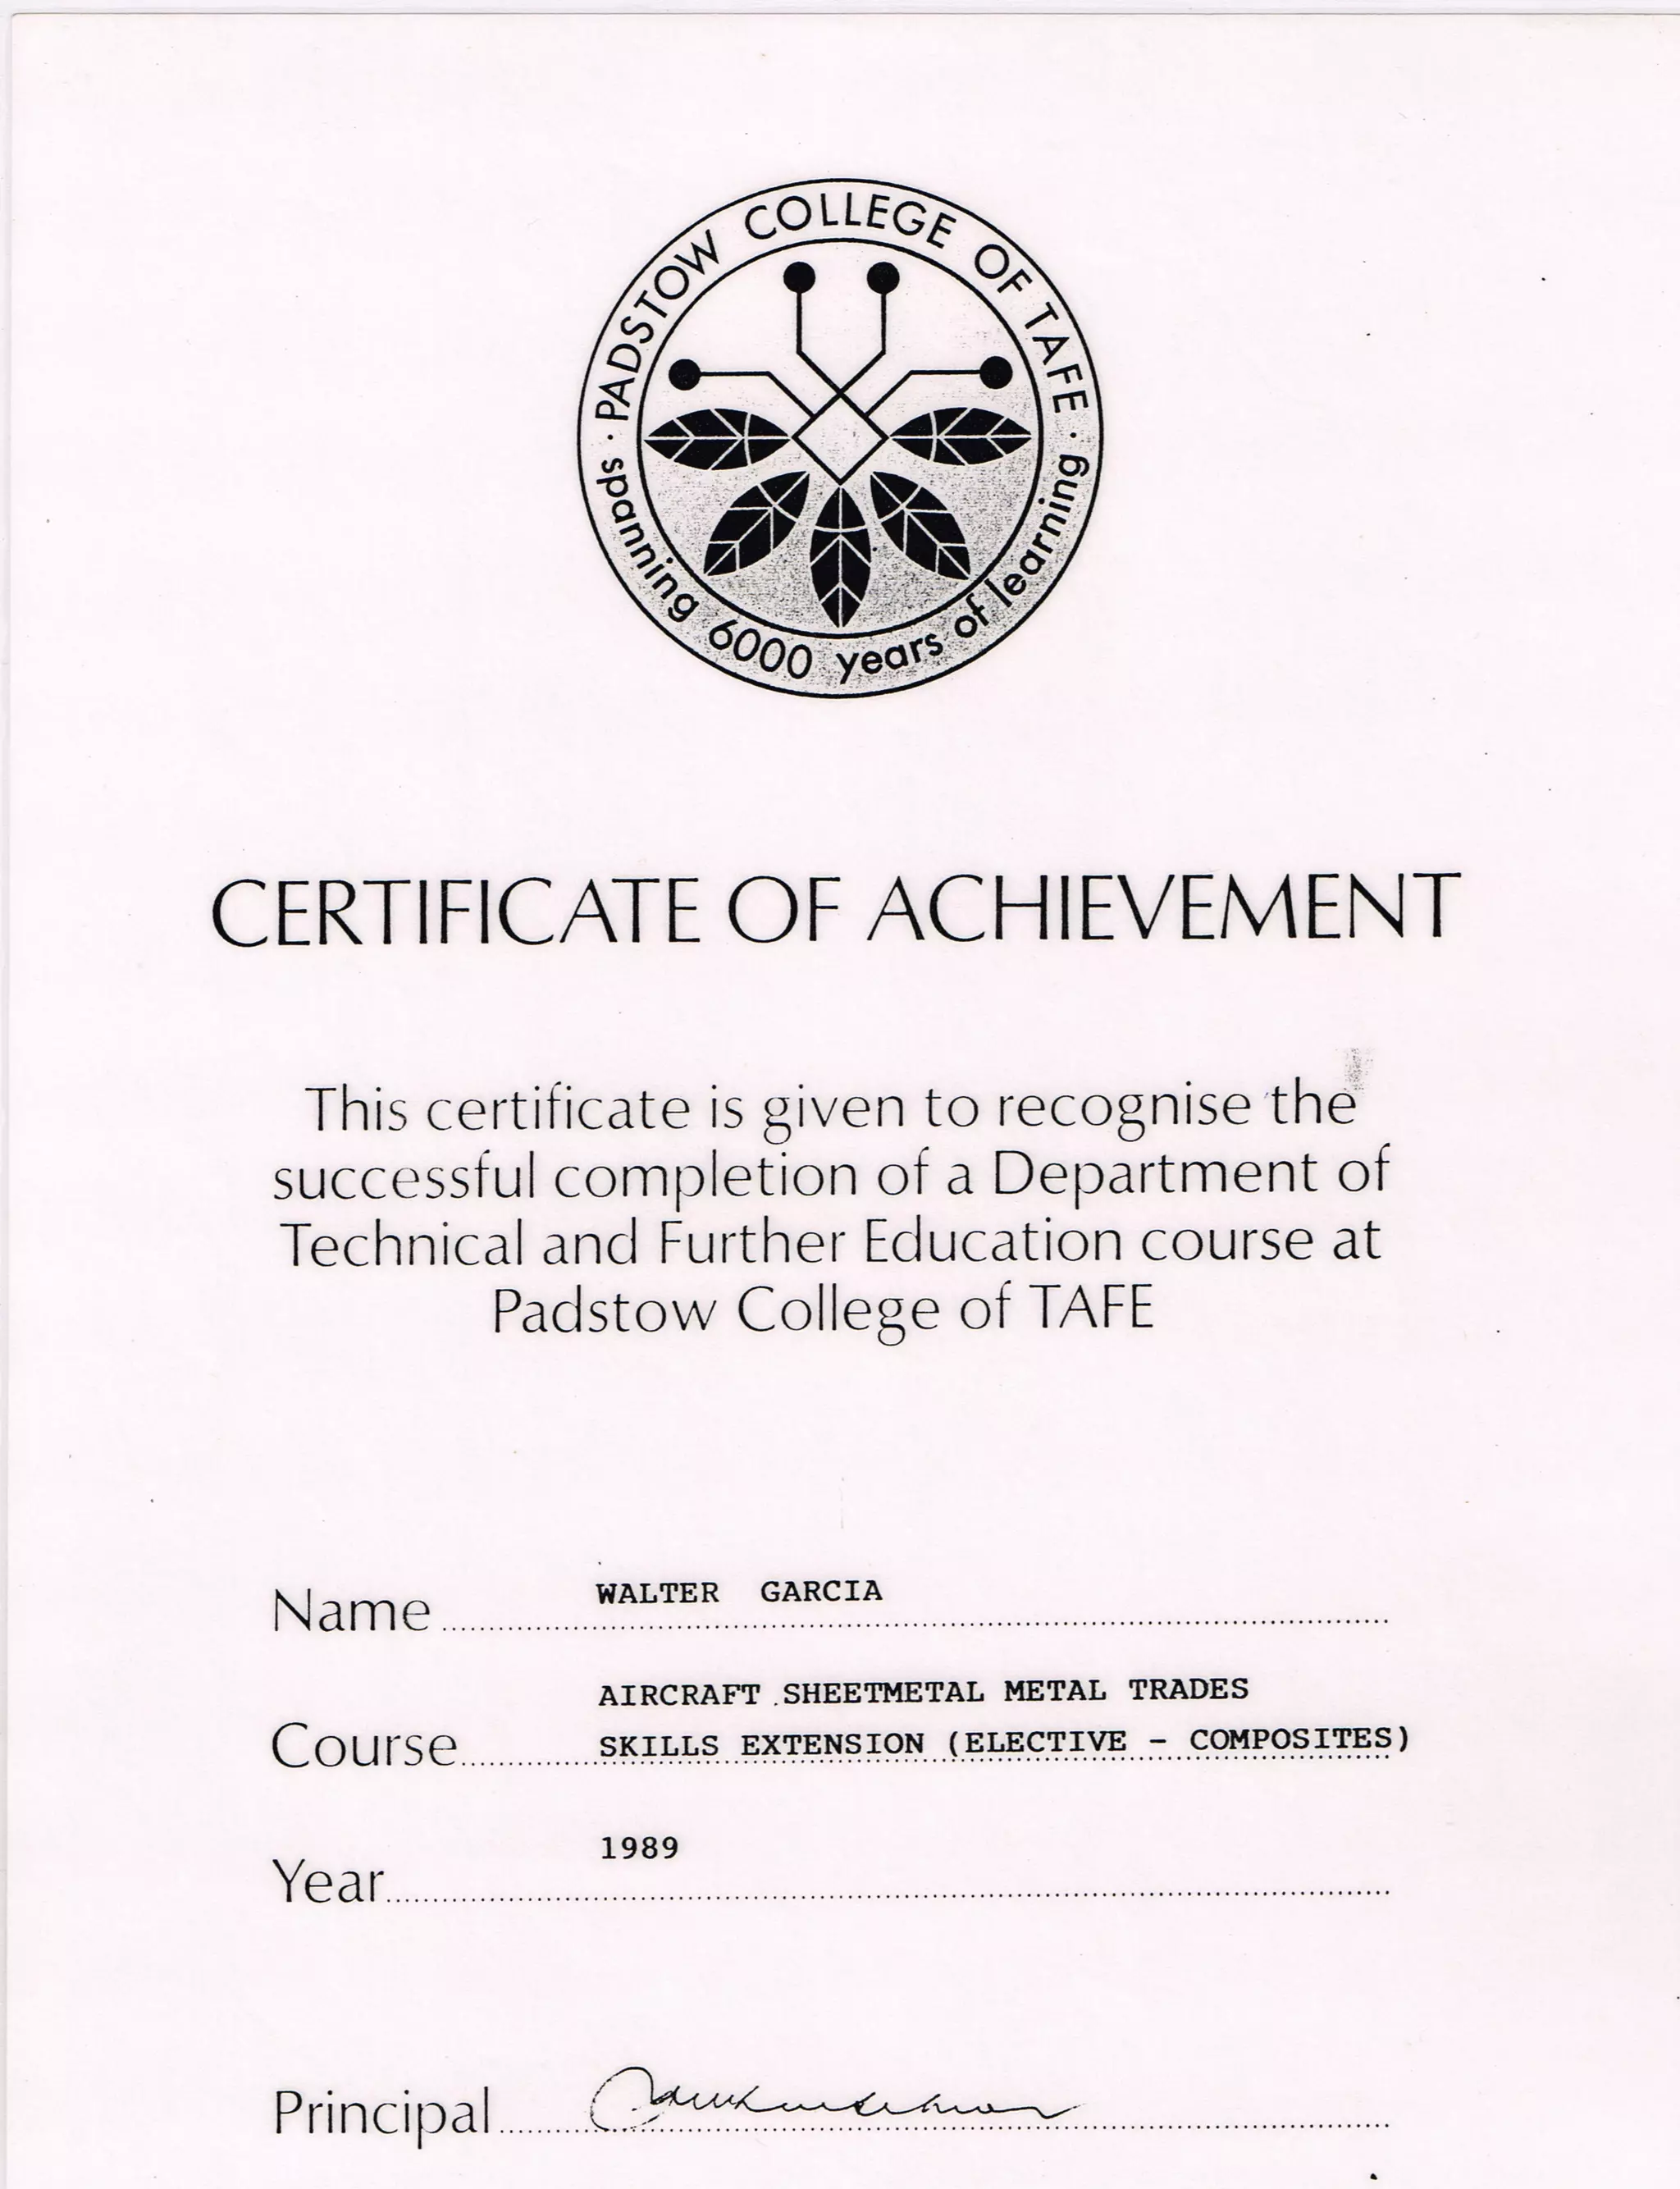 · PADSTOW COLLEGE OF TAFE ·
spanning 6000 years of learning
CERTIFICATE OF ACHIEVEMENT
This certificate is given to recognise the
successful completion of a Department of
Technical and Further Education course at
Padstow College of TAFE
Name WALTER GARCIA
AIRCRAFT SHEETMETAL METAL TRADES
Course SKILLS EXTENSION (ELECTIVE - COMPOSITES)
Year 1989
Principal